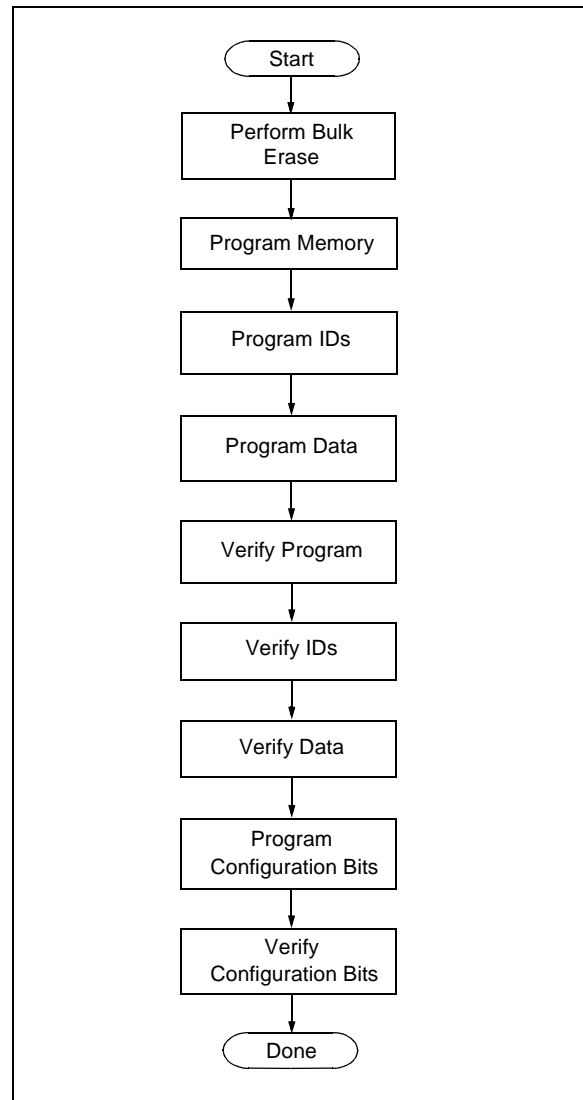 Start
Perform Bulk
Erase
Program Memory
Program IDs
Program Data
Verify Program
Verify IDs
Verify Data
Program
Configuration Bits
Verify
Configuration Bits
Done